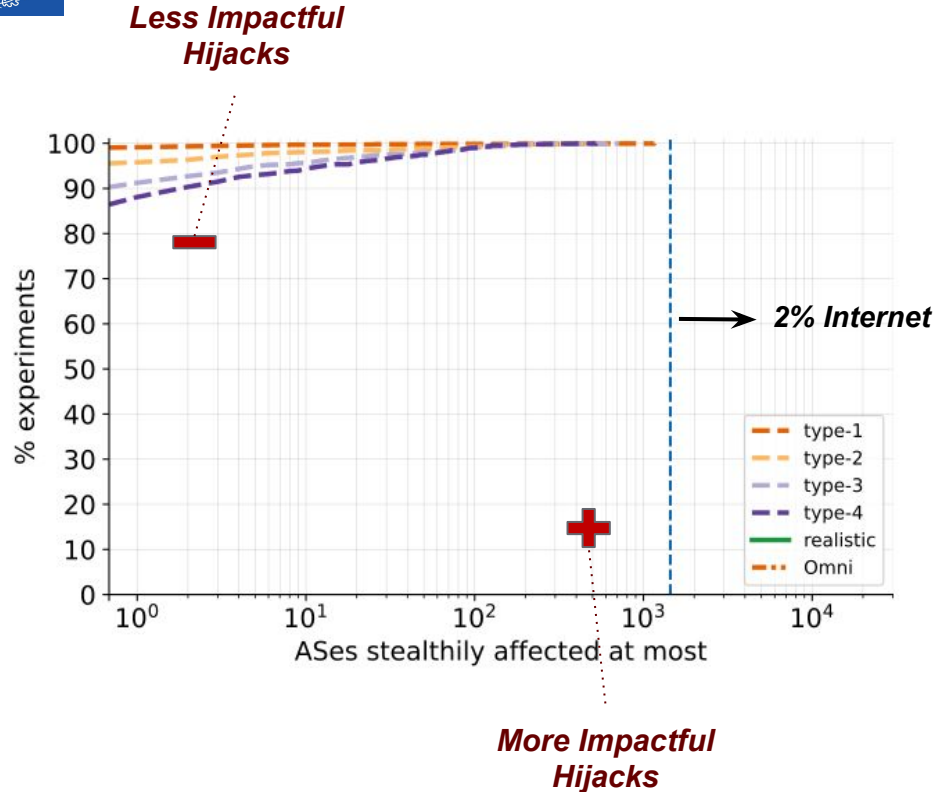 Less Impactful
Hijacks
100
90
80
70
60
50
40
30
20
10
0
% experiments
2% Internet
type-1
type-2
type-3
type-4
realistic
Omni
10⁰ 10¹ 10² 10³ 10⁴
ASes stealthily affected at most
More Impactful
Hijacks